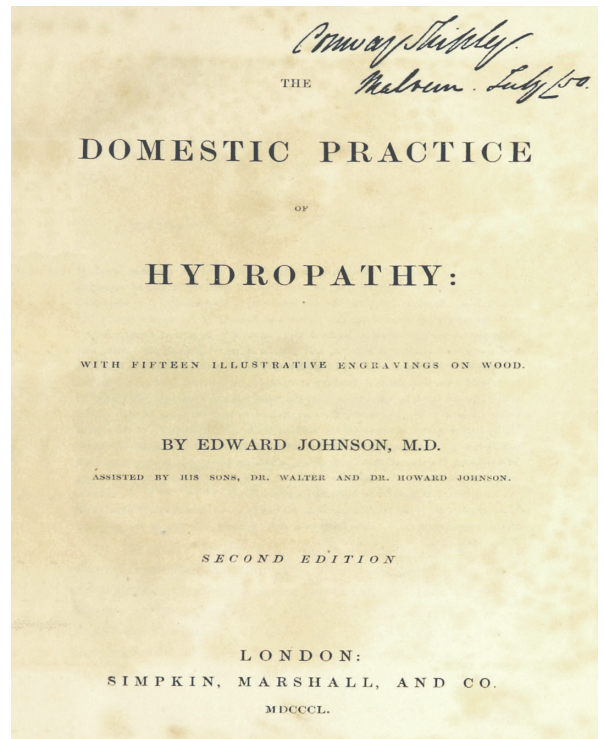 Conway Shipley.
THE
Malvern. July /50.
DOMESTIC PRACTICE
OF
HYDROPATHY:
WITH FIFTEEN ILLUSTRATIVE ENGRAVINGS ON WOOD.
BY EDWARD JOHNSON, M.D.
ASSISTED BY HIS SONS, DR. WALTER AND DR. HOWARD JOHNSON.
SECOND EDITION
LONDON:
SIMPKIN, MARSHALL, AND CO.
MDCCCL.